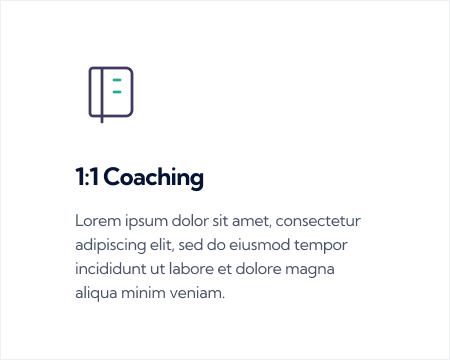 1:1 Coaching
Lorem ipsum dolor sit amet, consectetur
adipiscing elit, sed do eiusmod tempor
incididunt ut labore et dolore magna
aliqua minim veniam.